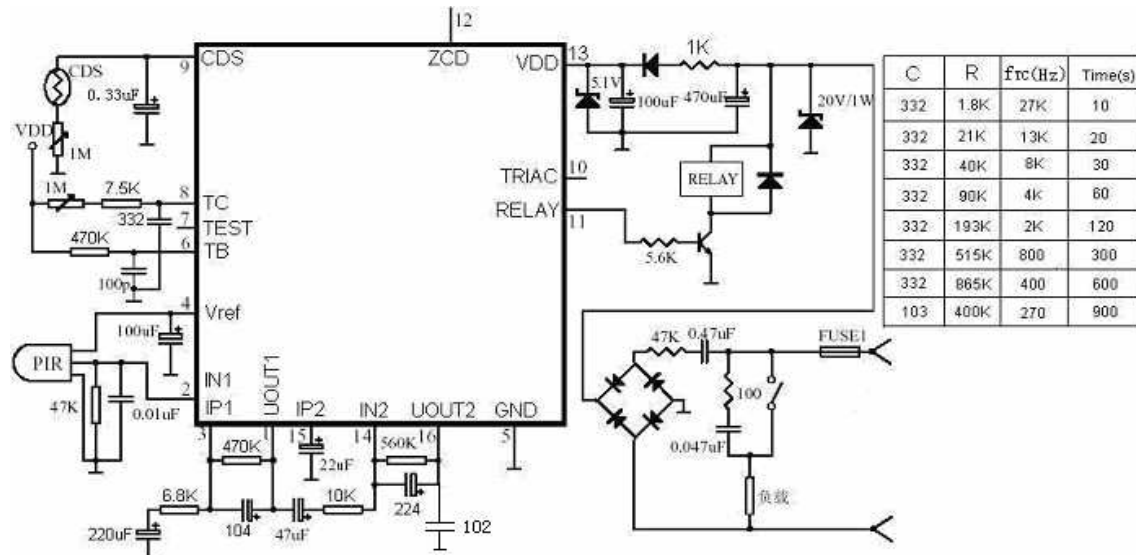 12
13
9
CDS
ZCD
VDD
1K
CDS
0.33uF
5.1V
100uF
470uF
20V/1W
VDD
1M
1M
7.5K
8
TC
TRIAC
10
RELAY
332
7
TEST
RELAY
11
470K
6
TB
5.6K
100p
4
Vref
100uF
PIR
IN1
2
47K
0.01uF
IP1
UOUT1
IP2
IN2
UOUT2
GND
3
1
15
14
16
5
470K
22uF
560K
6.8K
10K
224
220uF
104
47uF
102
47K
0.47uF
FUSE1
100
0.047uF
负载
C R fTC(Hz) Time(s)
332 1.8K 27K 10
332 21K 13K 20
332 40K 8K 30
332 90K 4K 60
332 193K 2K 120
332 515K 800 300
332 865K 400 600
103 400K 270 900